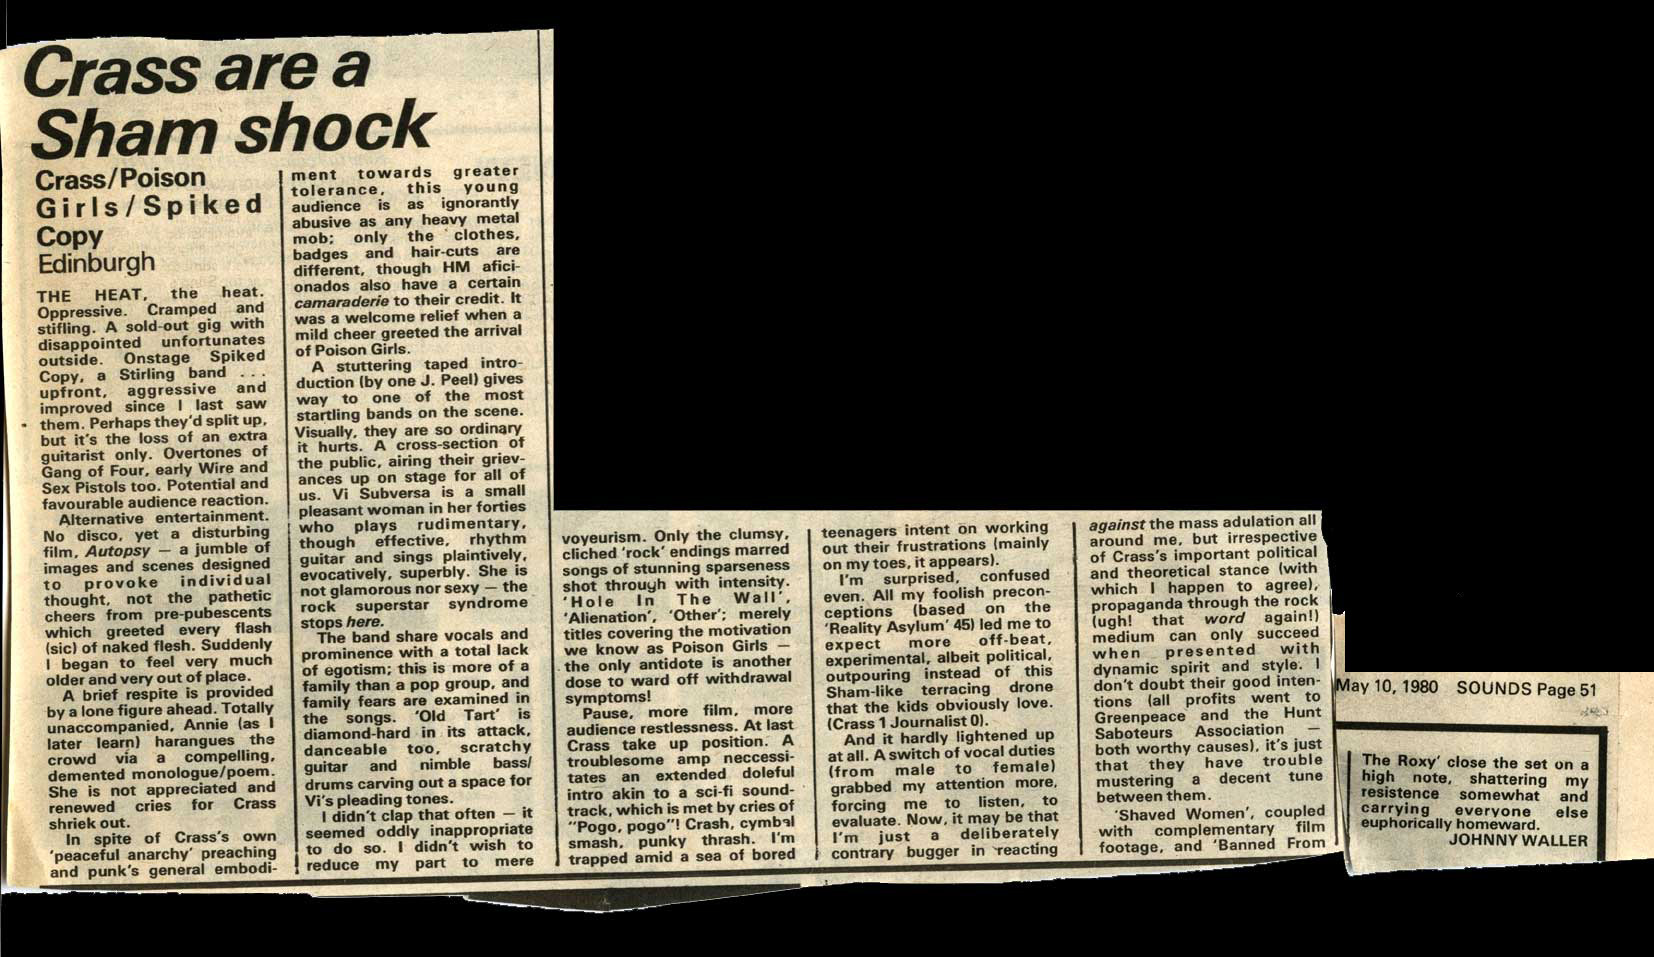 Crass are a
Sham shock
Crass/Poison
Girls/Spiked
Copy
Edinburgh
THE HEAT, the heat.
Oppressive. Cramped and
stifling. A sold-out gig with
disappointed unfortunates
outside. Onstage Spiked
Copy, a Stirling band ...
upfront, aggressive and
improved since I last saw
them. Perhaps they'd split up,
but it's the loss of an extra
guitarist only. Overtones of
Gang of Four, early Wire and
Sex Pistols too. Potential and
favourable audience reaction.
Alternative entertainment.
No disco, yet a disturbing
film, Autopsy — a jumble of
images and scenes designed
to provoke individual
thought, not the pathetic
cheers from pre-pubescents
which greeted every flash
(sic) of naked flesh. Suddenly
I began to feel very much
older and very out of place.
A brief respite is provided
by a lone figure ahead. Totally
unaccompanied, Annie (as I
later learn) harangues the
crowd via a compelling,
demented monologue/poem.
She is not appreciated and
renewed cries for Crass
shriek out.
In spite of Crass's own
'peaceful anarchy' preaching
and punk's general embodi-
ment towards greater
tolerance, this young
audience is as ignorantly
abusive as any heavy metal
mob; only the clothes,
badges and hair-cuts are
different, though HM afici-
onados also have a certain
camaraderie to their credit. It
was a welcome relief when a
mild cheer greeted the arrival
of Poison Girls.
A stuttering taped intro-
duction (by one J. Peel) gives
way to one of the most
startling bands on the scene.
Visually, they are so ordinary
it hurts. A cross-section of
the public, airing their griev-
ances up on stage for all of
us. Vi Subversa is a small
pleasant woman in her forties
who plays rudimentary,
though effective, rhythm
guitar and sings plaintively,
evocatively, superbly. She is
not glamorous nor sexy — the
rock superstar syndrome
stops here.
The band share vocals and
prominence with a total lack
of egotism; this is more of a
family than a pop group, and
family fears are examined in
the songs. 'Old Tart' is
diamond-hard in its attack,
danceable too, scratchy
guitar and nimble bass/
drums carving out a space for
Vi's pleading tones.
I didn't clap that often — it
seemed oddly inappropriate
to do so. I didn't wish to
reduce my part to mere
voyeurism. Only the clumsy,
cliched 'rock' endings marred
songs of stunning sparseness
shot through with intensity.
'Hole In The Wall',
'Alienation', 'Other'; merely
titles covering the motivation
we know as Poison Girls —
the only antidote is another
dose to ward off withdrawal
symptoms!
Pause, more film, more
audience restlessness. At last
Crass take up position. A
troublesome amp neccessi-
tates an extended doleful
intro akin to a sci-fi sound-
track, which is met by cries of
"Pogo, pogo"! Crash, cymbal
smash, punky thrash. I'm
trapped amid a sea of bored
teenagers intent on working
out their frustrations (mainly
on my toes, it appears).
I'm surprised, confused
even. All my foolish precon-
ceptions (based on the
'Reality Asylum' 45) led me to
expect more off-beat,
experimental, albeit political,
outpouring instead of this
Sham-like terracing drone
that the kids obviously love.
(Crass 1 Journalist 0).
And it hardly lightened up
at all. A switch of vocal duties
(from male to female)
grabbed my attention more,
forcing me to listen, to
evaluate. Now, it may be that
I'm just a deliberately
contrary bugger in reacting
against the mass adulation all
around me, but irrespective
of Crass's important political
and theoretical stance (with
which I happen to agree),
propaganda through the rock
(ugh! that word again!)
medium can only succeed
when presented with
dynamic spirit and style. I
don't doubt their good inten-
tions (all profits went to
Greenpeace and the Hunt
Saboteurs Association —
both worthy causes), it's just
that they have trouble
mustering a decent tune
between them.
'Shaved Women', coupled
with complementary film
footage, and 'Banned From
May 10, 1980 SOUNDS Page 51
The Roxy' close the set on a
high note, shattering my
resistence somewhat and
carrying everyone else
euphorically homeward.
JOHNNY WALLER